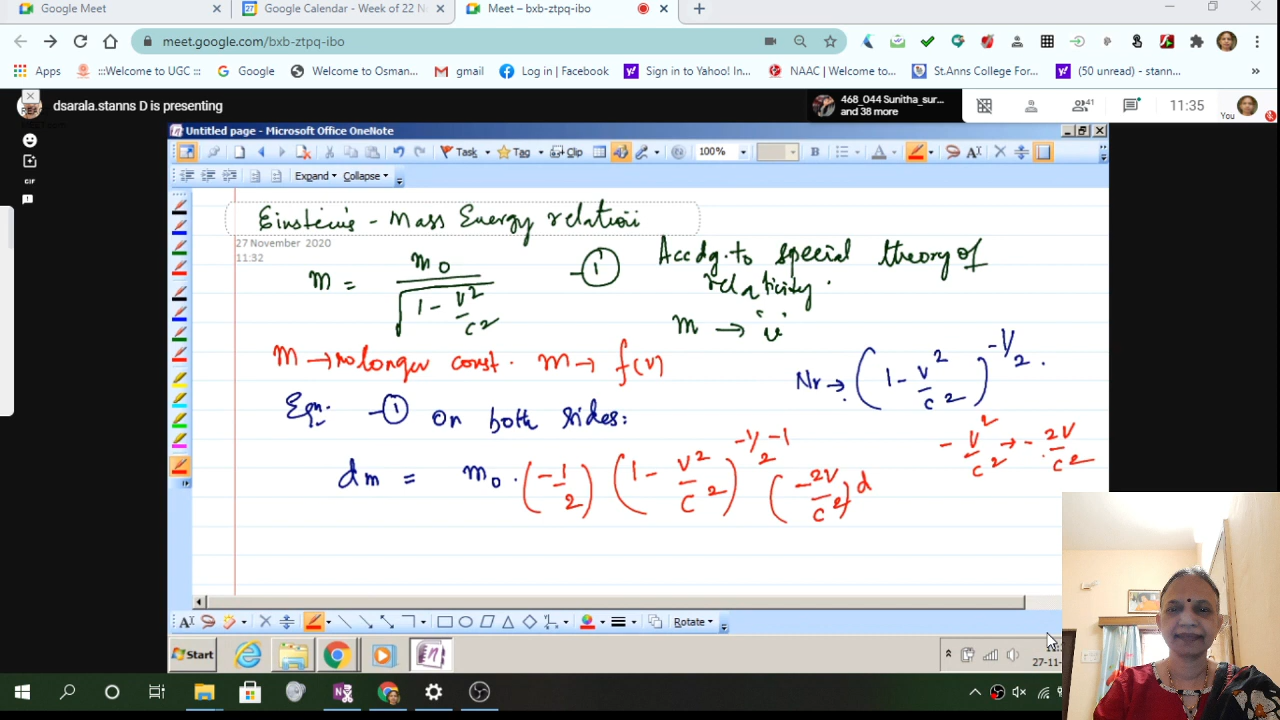 Google Meet
Google Calendar - Week of 22 N
Meet – bxb-ztpq-ibo
meet.google.com/bxb-ztpq-ibo
Apps :::Welcome to UGC ::: Google Welcome to Osman... gmail Log in | Facebook Sign in to Yahoo! In... NAAC | Welcome to... St.Anns College For... (50 unread) - stann... »
dsarala.stanns D is presenting
468_044 Sunitha_sur...
and 38 more
41
11:35
You
GIF
Untitled page - Microsoft Office OneNote
Task Tag Clip 100% B
Expand Collapse
Einstein's - Mass Energy relation
27 November 2020
11:32
m = m₀ / √(1 - v²/c²) - ①
Accdg. to special theory of
relativity.
m → 'v'
m → no longer const. m → f(v)
Nr → (1 - v²/c²)^(-1/2).
Eqn. - ① on both sides:
- v²/c² → - 2v/c²
dm = m₀ · (-1/2) (1 - v²/c²)^(-1/2 - 1) (-2v/c²) d
Rotate
Start
27-11-